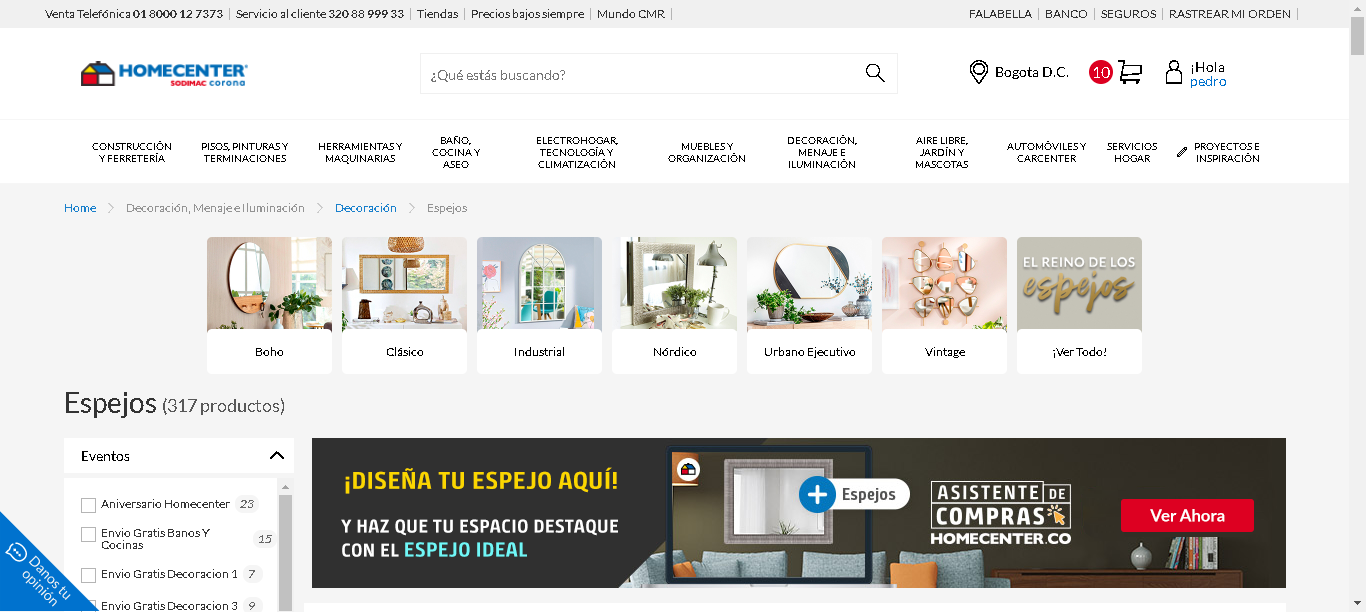 Venta Telefónica 01 8000 12 7373 | Servicio al cliente 320 88 999 33 | Tiendas | Precios bajos siempre | Mundo CMR |
FALABELLA | BANCO | SEGUROS | RASTREAR MI ORDEN |
HOMECENTER
SODIMAC corona
¿Qué estás buscando?
Bogota D.C.
10
¡Hola
pedro
CONSTRUCCIÓN
Y FERRETERÍA
PISOS, PINTURAS Y
TERMINACIONES
HERRAMIENTAS Y
MAQUINARIAS
BAÑO,
COCINA Y
ASEO
ELECTROHOGAR,
TECNOLOGÍA Y
CLIMATIZACIÓN
MUEBLES Y
ORGANIZACIÓN
DECORACIÓN,
MENAJE E
ILUMINACIÓN
AIRE LIBRE,
JARDÍN Y
MASCOTAS
AUTOMÓVILES Y
CARCENTER
SERVICIOS
HOGAR
PROYECTOS E
INSPIRACIÓN
Home > Decoración, Menaje e Iluminación > Decoración > Espejos
EL REINO DE LOS
espejos
Boho
Clásico
Industrial
Nórdico
Urbano Ejecutivo
Vintage
¡Ver Todo!
Espejos (317 productos)
Eventos
Aniversario Homecenter 23
Envio Gratis Banos Y
Cocinas 15
Envio Gratis Decoracion 1 7
Envio Gratis Decoracion 3 9
Danos tu
opinión
¡DISEÑA TU ESPEJO AQUÍ!
Y HAZ QUE TU ESPACIO DESTAQUE
CON EL ESPEJO IDEAL
Espejos
ASISTENTE DE
COMPRAS
HOMECENTER.CO
Ver Ahora